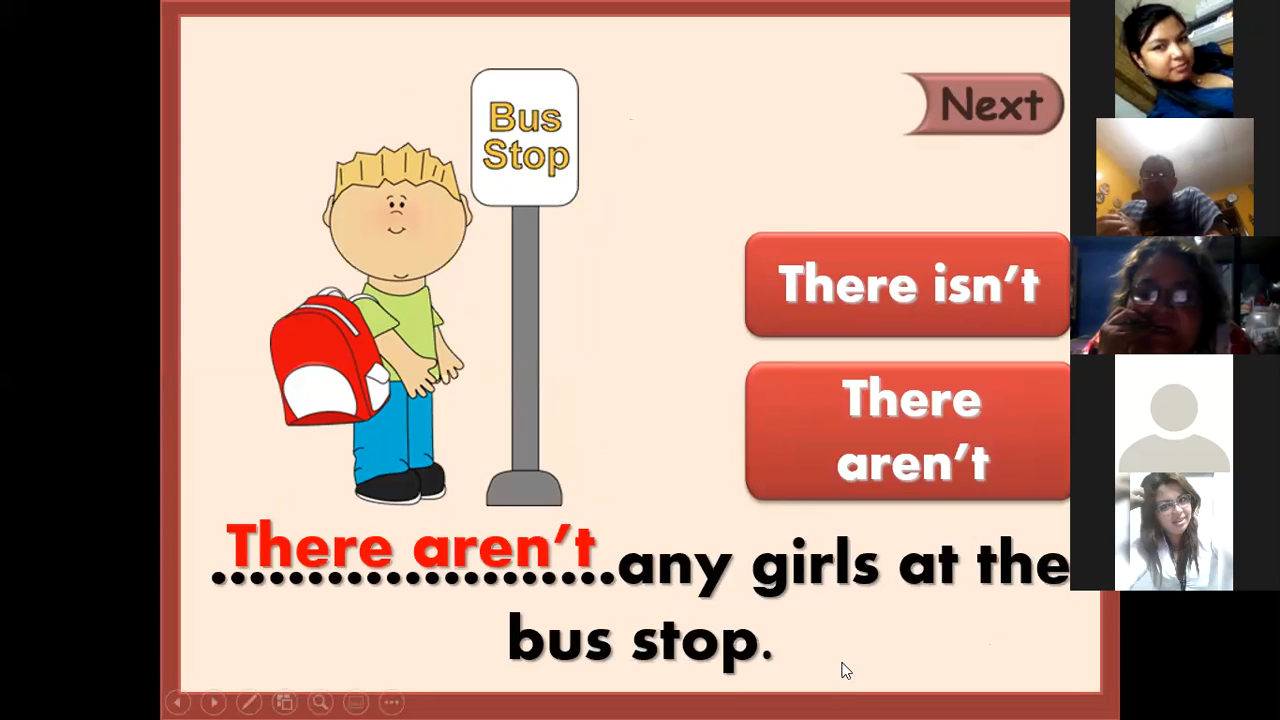 Bus
Stop
Next
There isn't
There
aren't
There aren't
....................any girls at the
bus stop.